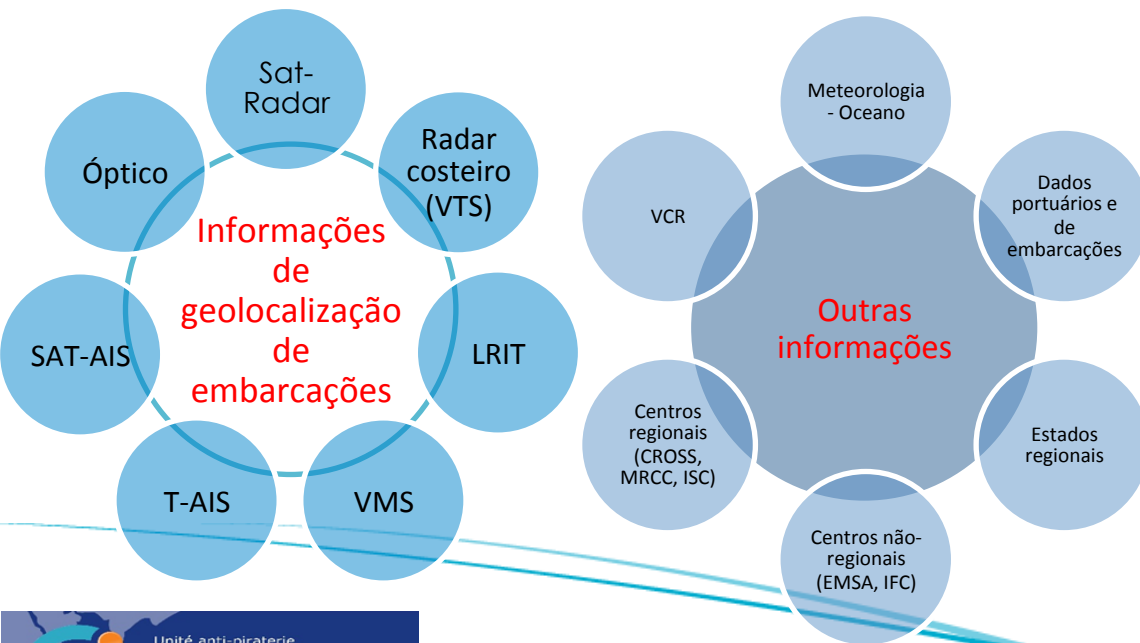 Sat-
Radar
Radar
costeiro
(VTS)
LRIT
VMS
T-AIS
SAT-AIS
Óptico
Informações
de
geolocalização
de
embarcações
Meteorologia
- Oceano
Dados
portuários e
de
embarcações
Estados
regionais
Centros não-
regionais
(EMSA, IFC)
Centros
regionais
(CROSS,
MRCC, ISC)
VCR
Outras
informações
Unité anti-piraterie